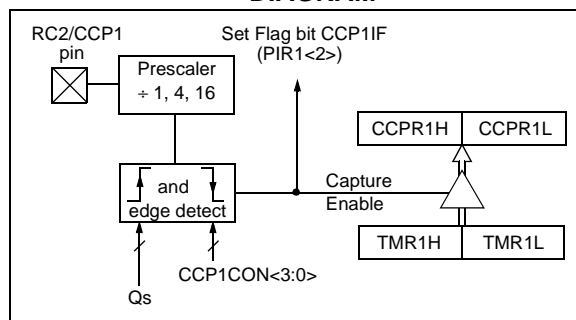 RC2/CCP1
pin
Set Flag bit CCP1IF
(PIR1<2>)
Prescaler
÷ 1, 4, 16
CCPR1H
CCPR1L
and
edge detect
Capture
Enable
TMR1H
TMR1L
CCP1CON<3:0>
Qs